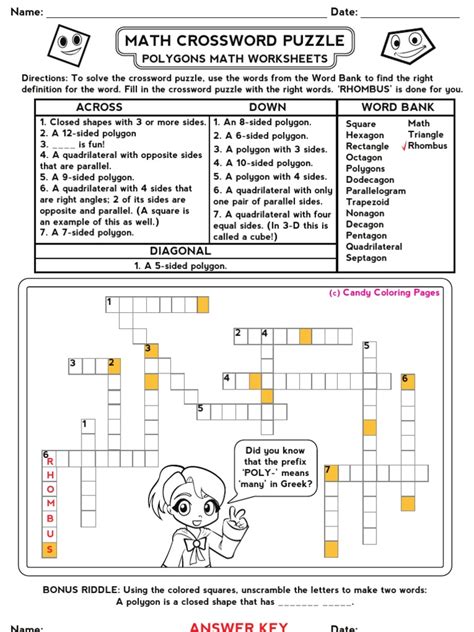 Name: Date:
MATH CROSSWORD PUZZLE
POLYGONS MATH WORKSHEETS
Directions: To solve the crossword puzzle, use the words from the Word Bank to find the right
definition for the word. Fill in the crossword puzzle with the right words. 'RHOMBUS' is done for you.
ACROSS
1. Closed shapes with 3 or more sides.
2. A 12-sided polygon
3. ____ is fun!
4. A quadrilateral with opposite sides
that are parallel.
5. A 9-sided polygon.
6. A quadrilateral with 4 sides that
are right angles; 2 of its sides are
opposite and parallel. (A square is
an example of this as well.)
7. A 7-sided polygon.
DOWN
1. An 8-sided polygon.
2. A 6-sided polygon.
3. A polygon with 3 sides.
4. A 10-sided polygon.
5. A polygon with 4 sides.
6. A quadrilateral with only
one pair of parallel sides.
7. A quadrilateral with four
equal sides. (In 3-D this is
called a cube!)
WORD BANK
Square
Hexagon
Rectangle
Octagon
Polygons
Dodecagon
Parallelogram
Trapezoid
Nonagon
Decagon
Pentagon
Quadrilateral
Septagon
Math
Triangle
Rhombus
DIAGONAL
1. A 5-sided polygon.
(c) Candy Coloring Pages
1
2 4
3
5
3 2
4
6
5
1
6
7
R
H
O
M
B
U
S
Did you know
that the prefix
'POLY-' means
'many' in Greek?
BONUS RIDDLE: Using the colored squares, unscramble the letters to make two words:
A polygon is a closed shape that has _______ _____.
Name: ANSWER KEY Date: